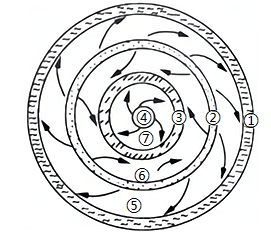 ④ ③ ② ①
⑦
⑥
⑤